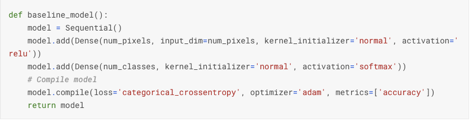 def baseline_model():
    model = Sequential()
    model.add(Dense(num_pixels, input_dim=num_pixels, kernel_initializer='normal', activation='
relu'))
    model.add(Dense(num_classes, kernel_initializer='normal', activation='softmax'))
    # Compile model
    model.compile(loss='categorical_crossentropy', optimizer='adam', metrics=['accuracy'])
    return model